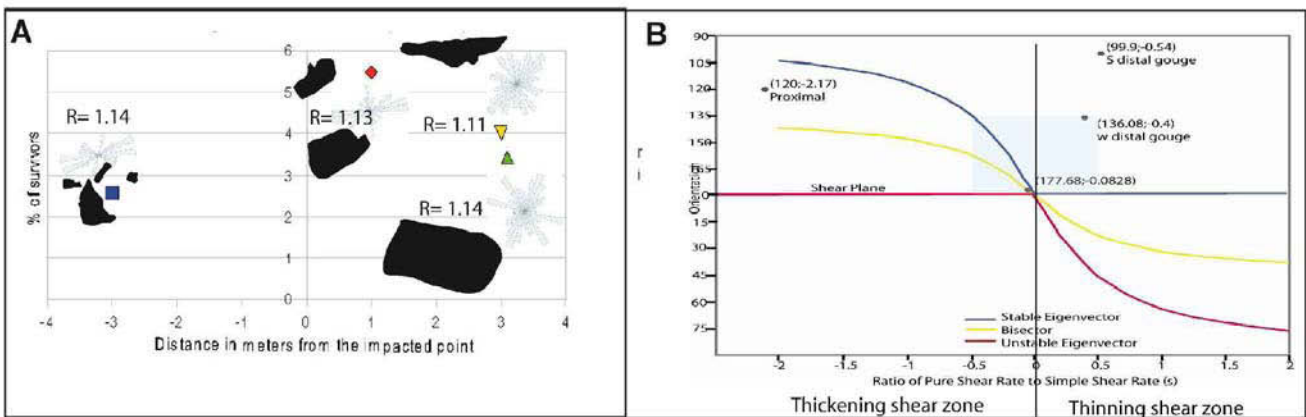 A
% of survivors
6
5
4
3
2
1
0
-4
-3
-2
-1
0
1
2
3
4
R= 1.14
R= 1.13
R= 1.11
R= 1.14
Distance in meters from the impacted point
B
Orientation
90
105
120
135
150
165
0
15
30
45
60
75
(99.9;-0.54)
S distal gouge
(120;-2.17)
Proximal
(136.08;-0.4)
w distal gouge
(177.68;-0.0828)
Shear Plane
Stable Eigenvector
Bisector
Unstable Eigenvector
-2
-1.5
-1
-0.5
0
0.5
1
1.5
2
Ratio of Pure Shear Rate to Simple Shear Rate (s)
Thickening shear zone
Thinning shear zone